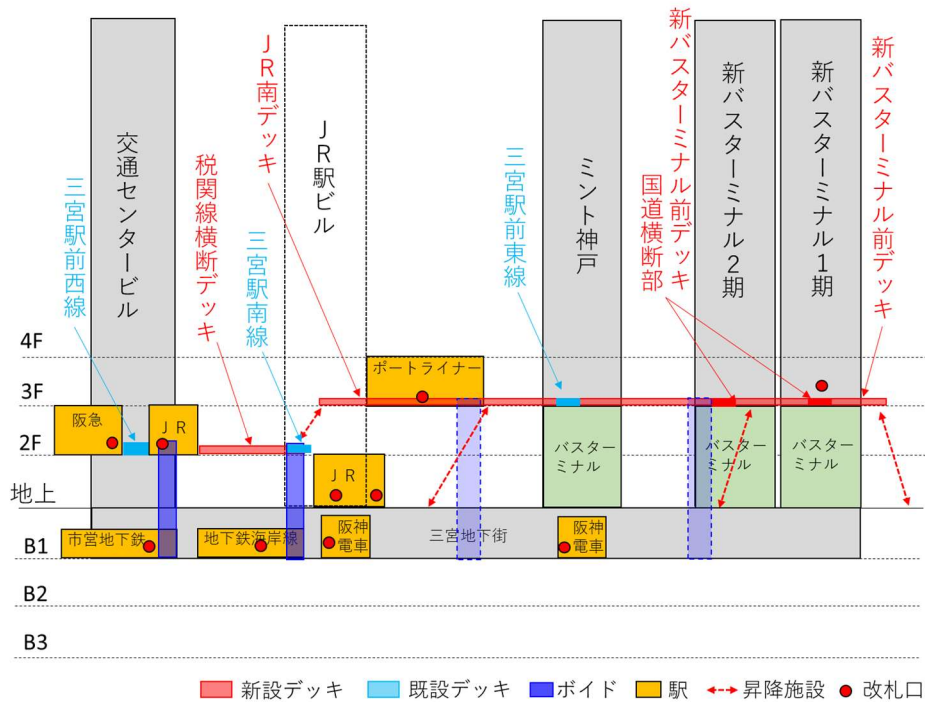 三宮駅前西線
交通センタービル
税関線横断デッキ
三宮駅南線
JR駅ビル
JR南デッキ
三宮駅前東線
ミント神戸
国道横断部
新バスターミナル前デッキ
新バスターミナル2期
新バスターミナル1期
新バスターミナル前デッキ
4F
3F
2F
地上
B1
B2
B3
ポートライナー
阪急
JR
JR
バスター
ミナル
バスター
ミナル
バスター
ミナル
市営地下鉄
地下鉄海岸線
阪神
電車
三宮地下街
阪神
電車
新設デッキ
既設デッキ
ボイド
駅
昇降施設
改札口